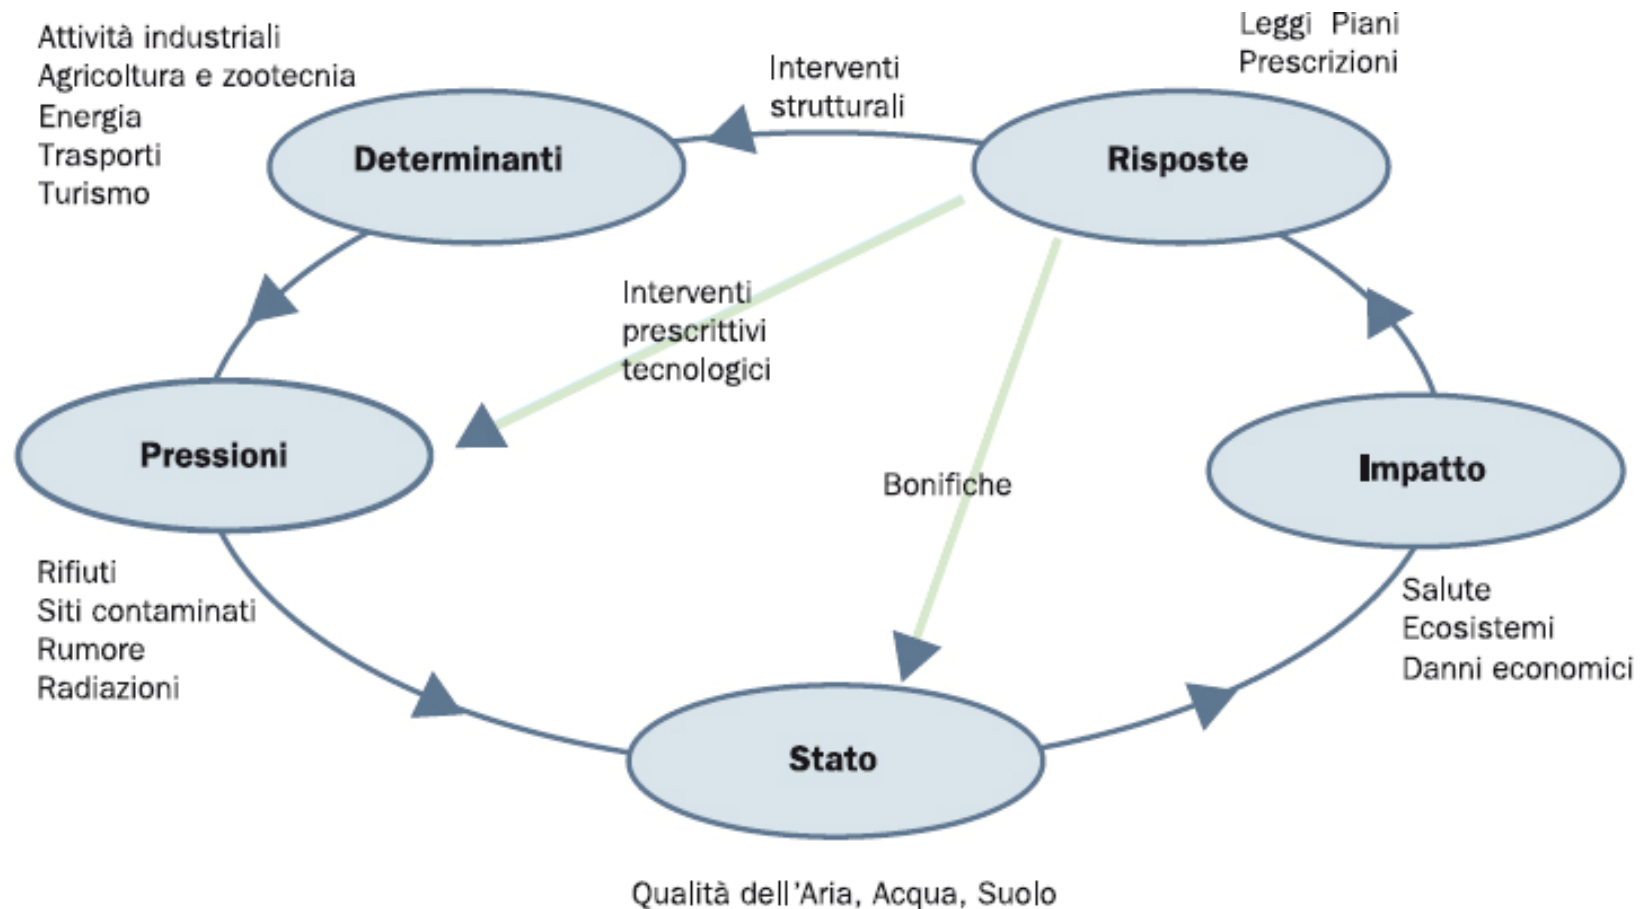 Attività industriali
Agricoltura e zootecnia
Energia
Trasporti
Turismo
Determinanti
Interventi
strutturali
Leggi Piani
Prescrizioni
Risposte
Interventi
prescrittivi
tecnologici
Pressioni
Bonifiche
Impatto
Rifiuti
Siti contaminati
Rumore
Radiazioni
Salute
Ecosistemi
Danni economici
Stato
Qualità dell'Aria, Acqua, Suolo